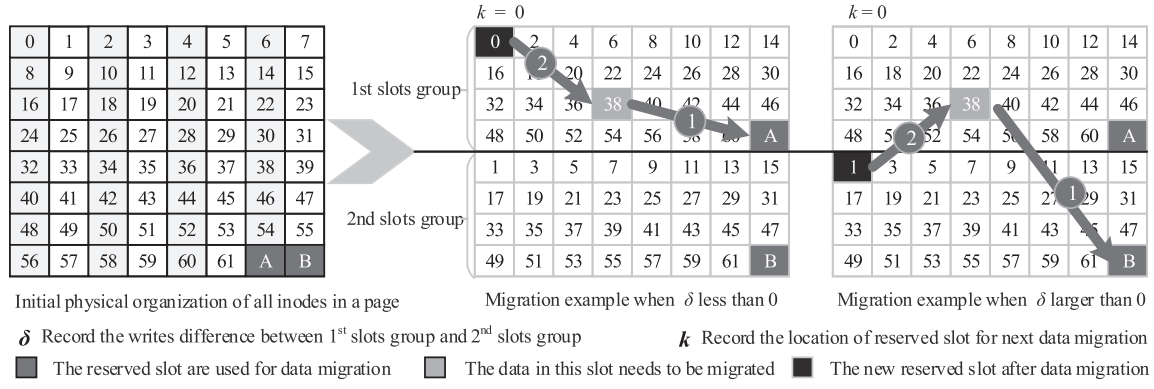 0 1 2 3 4 5 6 7
8 9 10 11 12 13 14 15
16 17 18 19 20 21 22 23
24 25 26 27 28 29 30 31
32 33 34 35 36 37 38 39
40 41 42 43 44 45 46 47
48 49 50 51 52 53 54 55
56 57 58 59 60 61 A B
Initial physical organization of all inodes in a page
k = 0
1st slots group
2nd slots group
0 2 4 6 8 10 12 14
16 20 22 24 26 28 30
32 34 36 38 40 42 44 46
48 50 52 54 56 58 60 A
2
1
1 3 5 7 9 11 13 15
17 19 21 23 25 27 29 31
33 35 37 39 41 43 45 47
49 51 53 55 57 59 61 B
Migration example when δ less than 0
k = 0
0 2 4 6 8 10 12 14
16 18 20 22 24 26 28 30
32 34 36 38 40 42 44 46
48 52 54 58 60 A
2
1 3 5 7 9 11 13 15
1
17 19 21 23 25 29 31
33 35 37 39 41 43 47
49 51 53 55 57 59 61 B
Migration example when δ larger than 0
δ Record the writes difference between 1st slots group and 2nd slots group
k Record the location of reserved slot for next data migration
The reserved slot are used for data migration
The data in this slot needs to be migrated
The new reserved slot after data migration